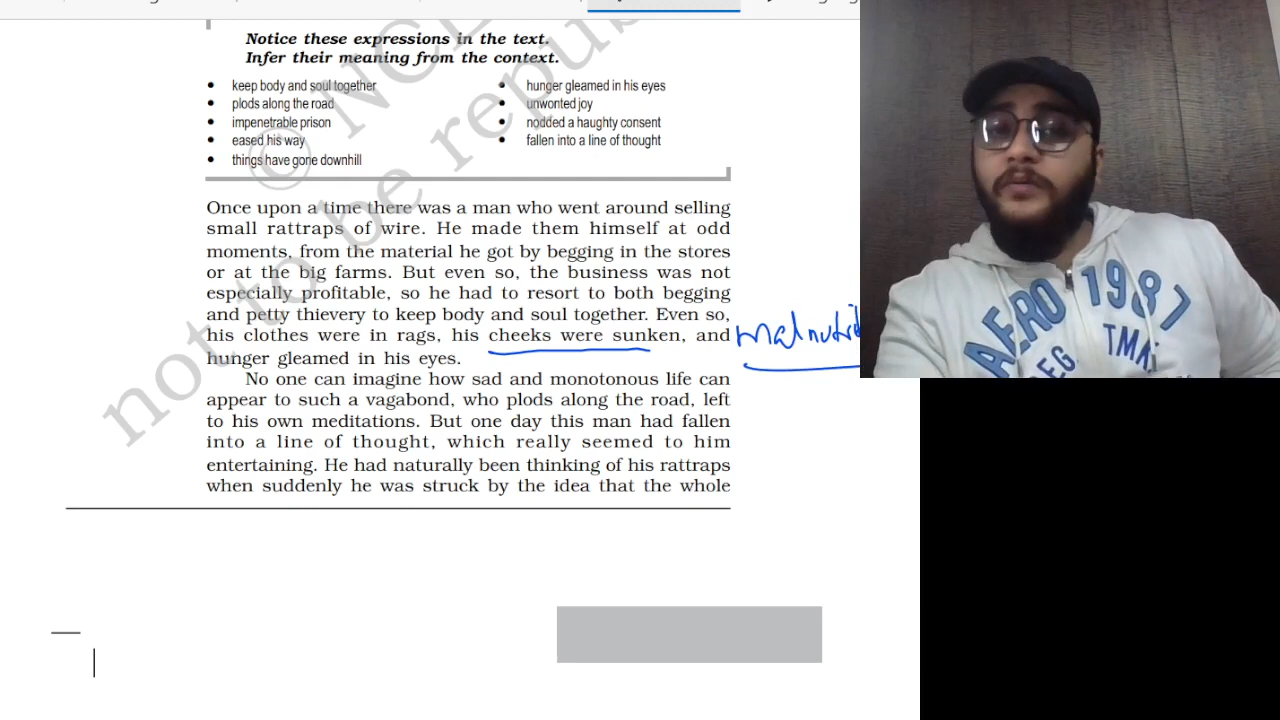 Notice these expressions in the text.
Infer their meaning from the context.
• keep body and soul together
• plods along the road
• impenetrable prison
• eased his way
• things have gone downhill
• hunger gleamed in his eyes
• unwonted joy
• nodded a haughty consent
• fallen into a line of thought
Once upon a time there was a man who went around selling
small rattraps of wire. He made them himself at odd
moments, from the material he got by begging in the stores
or at the big farms. But even so, the business was not
especially profitable, so he had to resort to both begging
and petty thievery to keep body and soul together. Even so,
his clothes were in rags, his cheeks were sunken, and
hunger gleamed in his eyes.
No one can imagine how sad and monotonous life can
appear to such a vagabond, who plods along the road, left
to his own meditations. But one day this man had fallen
into a line of thought, which really seemed to him
entertaining. He had naturally been thinking of his rattraps
when suddenly he was struck by the idea that the whole
not to be repub
© NC
AERO 1987
TM